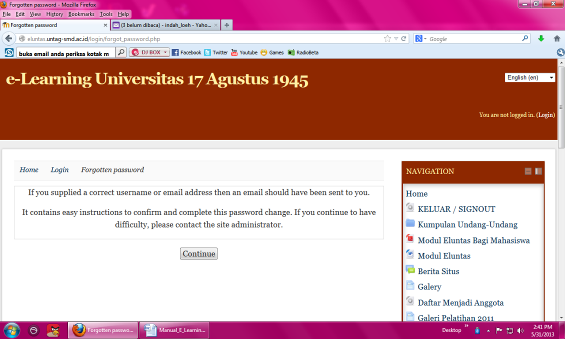 Forgotten password - Mozilla Firefox
File Edit View History Bookmarks Tools Help
Forgotten password
(3 belum dibaca) - indah_loeh - Yaho...
eluntas.untag-smd.ac.id/login/forgot_password.php
Google
buka email anda periksa kotak m
DJ BOX
Facebook
Twitter
Youtube
Games
RadioBeta
e-Learning Universitas 17 Agustus 1945
English (en)
You are not logged in. (Login)
Home
Login
Forgotten password
If you supplied a correct username or email address then an email should have been sent to you.
It contains easy instructions to confirm and complete this password change. If you continue to have
difficulty, please contact the site administrator.
Continue
NAVIGATION
Home
KELUAR / SIGNOUT
Kumpulan Undang-Undang
Modul Eluntas Bagi Mahasiswa
Modul Eluntas
Berita Situs
Galery
Daftar Menjadi Anggota
Galeri Pelatihan 2011
Forgotten passwo...
Manual_E_Learnin...
Desktop
2:41 PM
5/31/2013